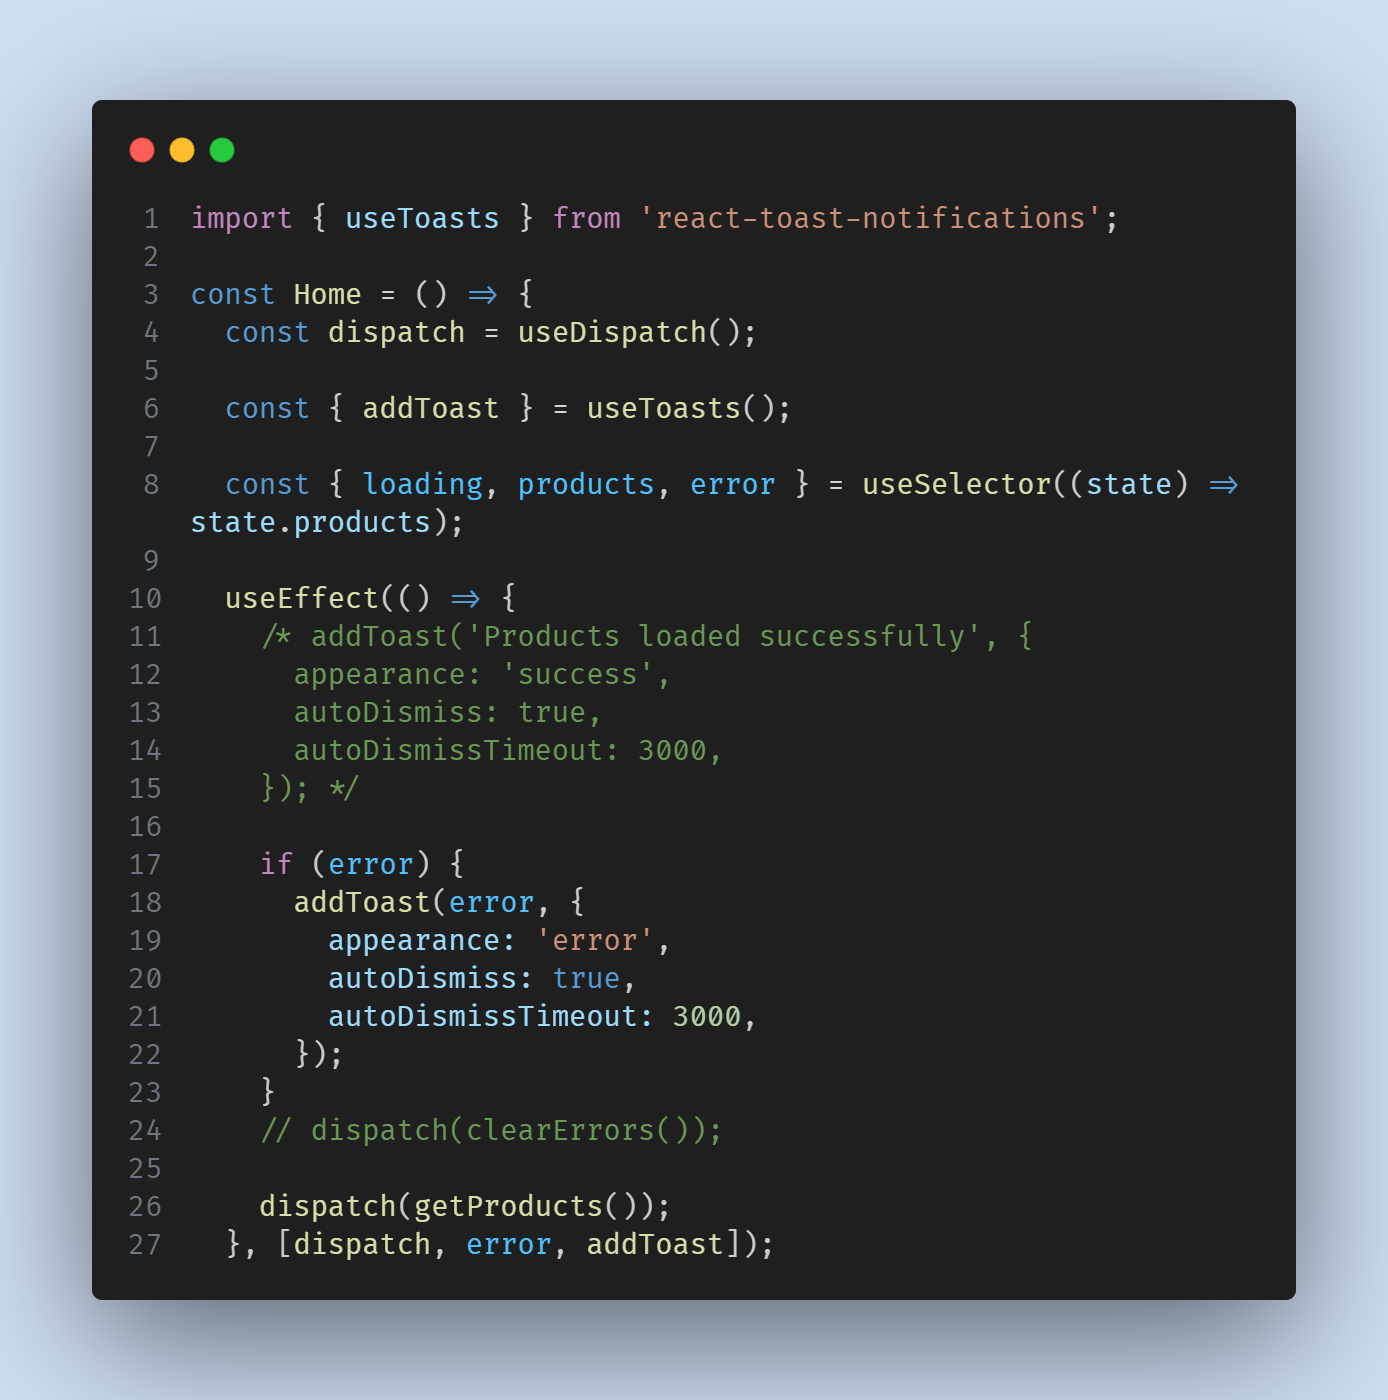 1 import { useToasts } from 'react-toast-notifications';
2
3 const Home = () => {
4   const dispatch = useDispatch();
5
6   const { addToast } = useToasts();
7
8   const { loading, products, error } = useSelector((state) =>
state.products);
9
10   useEffect(() => {
11     /* addToast('Products loaded successfully', {
12       appearance: 'success',
13       autoDismiss: true,
14       autoDismissTimeout: 3000,
15     }); */
16
17     if (error) {
18       addToast(error, {
19         appearance: 'error',
20         autoDismiss: true,
21         autoDismissTimeout: 3000,
22       });
23     }
24     // dispatch(clearErrors());
25
26     dispatch(getProducts());
27   }, [dispatch, error, addToast]);